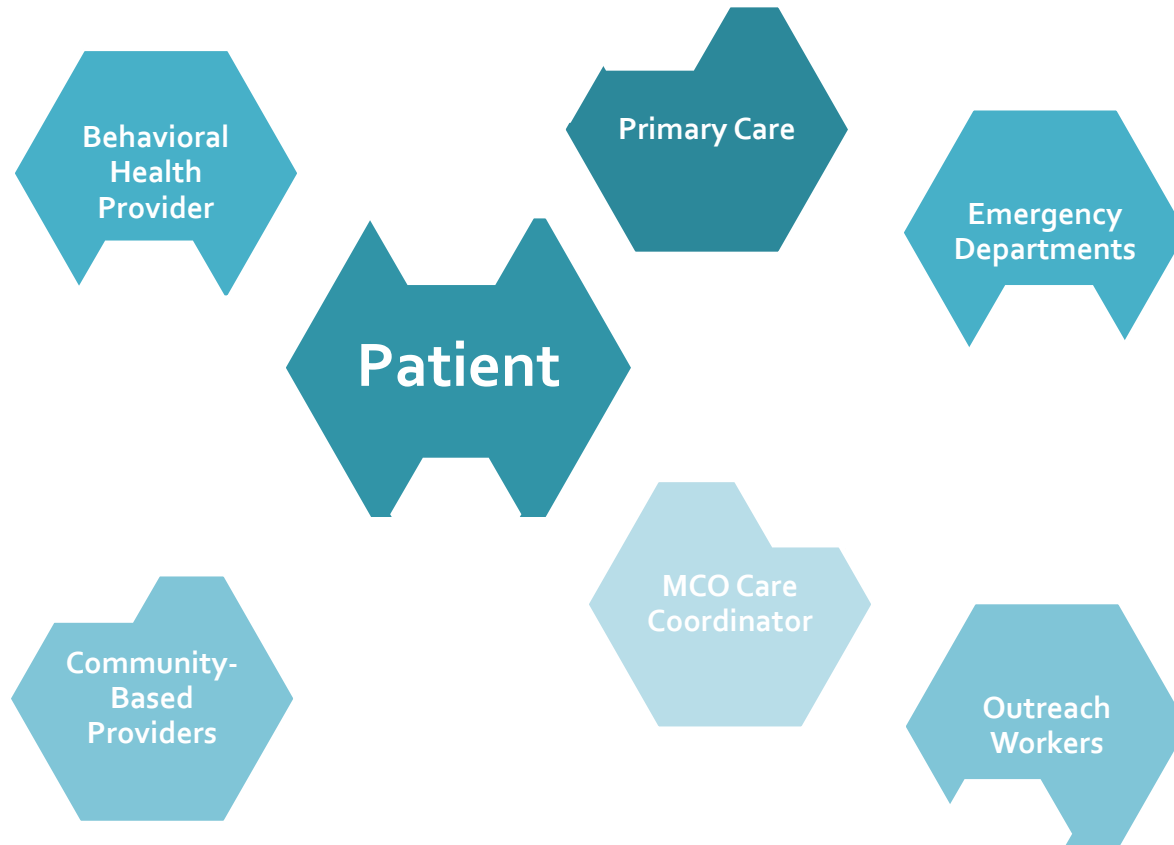 Behavioral
Health
Provider
Primary Care
Emergency
Departments
Patient
MCO Care
Coordinator
Community-
Based
Providers
Outreach
Workers